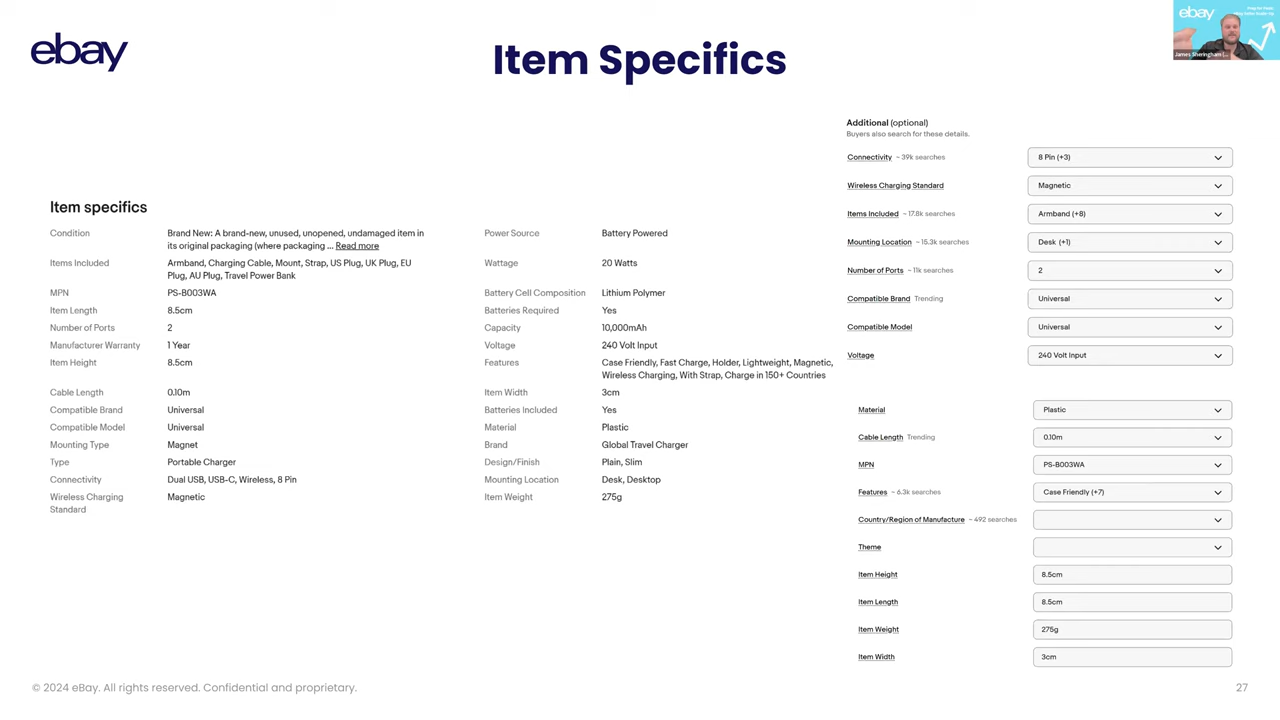 ebay
Item Specifics
ebay
James Sheringham (...
Item specifics
Condition
Brand New: A brand-new, unused, unopened, undamaged item in
its original packaging (where packaging ... Read more
Items Included
Armband, Charging Cable, Mount, Strap, US Plug, UK Plug, EU
Plug, AU Plug, Travel Power Bank
MPN
PS-B003WA
Item Length
8.5cm
Number of Ports
2
Manufacturer Warranty
1 Year
Item Height
8.5cm
Cable Length
0.10m
Compatible Brand
Universal
Compatible Model
Universal
Mounting Type
Magnet
Type
Portable Charger
Connectivity
Dual USB, USB-C, Wireless, 8 Pin
Wireless Charging
Standard
Magnetic
Power Source
Battery Powered
Wattage
20 Watts
Battery Cell Composition
Lithium Polymer
Batteries Required
Yes
Capacity
10,000mAh
Voltage
240 Volt Input
Features
Case Friendly, Fast Charge, Holder, Lightweight, Magnetic,
Wireless Charging, With Strap, Charge in 150+ Countries
Item Width
3cm
Batteries Included
Yes
Material
Plastic
Brand
Global Travel Charger
Design/Finish
Plain, Slim
Mounting Location
Desk, Desktop
Item Weight
275g
Additional (optional)
Buyers also search for these details.
Connectivity ~ 39k searches
8 Pin (+3)
Wireless Charging Standard
Magnetic
Items Included ~ 17.8k searches
Armband (+8)
Mounting Location ~ 15.3k searches
Desk (+1)
Number of Ports ~ 11k searches
2
Compatible Brand Trending
Universal
Compatible Model
Universal
Voltage
240 Volt Input
Material
Plastic
Cable Length Trending
0.10m
MPN
PS-B003WA
Features ~ 6.3k searches
Case Friendly (+7)
Country/Region of Manufacture ~ 492 searches
Theme
Item Height
8.5cm
Item Length
8.5cm
Item Weight
275g
Item Width
3cm
© 2024 eBay. All rights reserved. Confidential and proprietary.
27